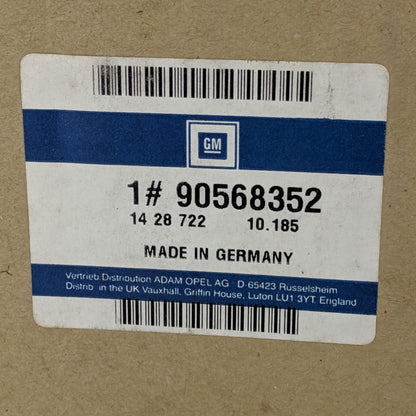 GM
1# 90568352
14 28 722 10.185
MADE IN GERMANY
Vertrieb/Distribution ADAM OPEL AG D 65423 Rüsselsheim
Distrib. in the UK Vauxhall, Griffin House, Luton LU1 3YT, England